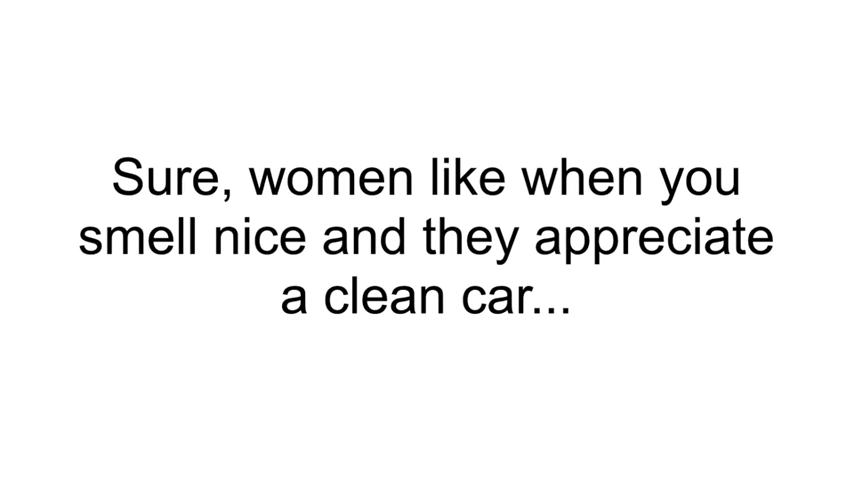 Sure, women like when you
smell nice and they appreciate
a clean car...